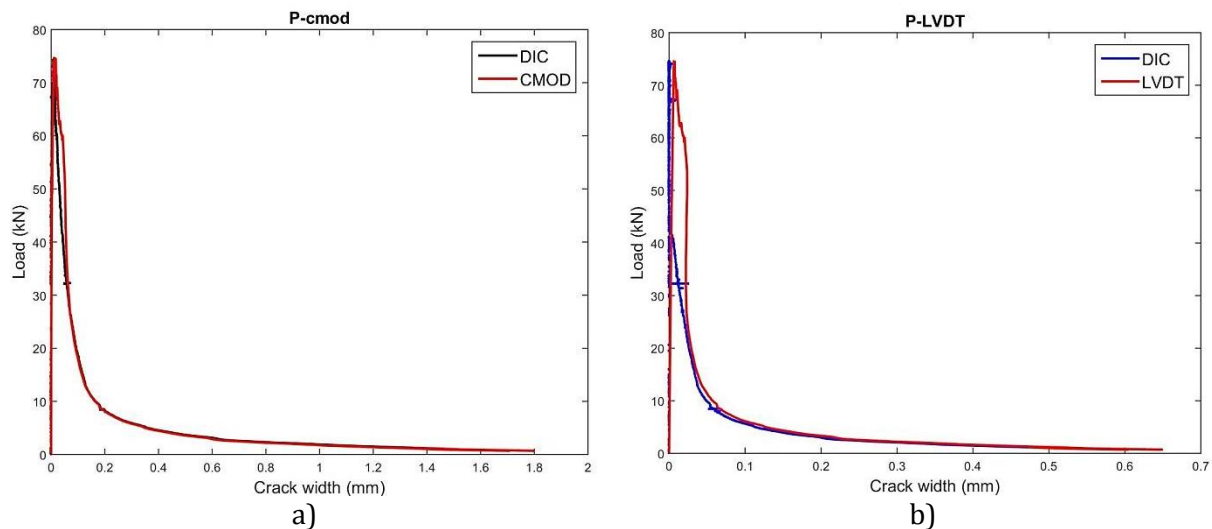 P-cmod
80
70
60
50
40
30
20
10
0
Load (kN)
DIC
CMOD
0 0.2 0.4 0.6 0.8 1 1.2 1.4 1.6 1.8 2
Crack width (mm)
a)
P-LVDT
80
70
60
50
40
30
20
10
0
Load (kN)
DIC
LVDT
0 0.1 0.2 0.3 0.4 0.5 0.6 0.7
Crack width (mm)
b)